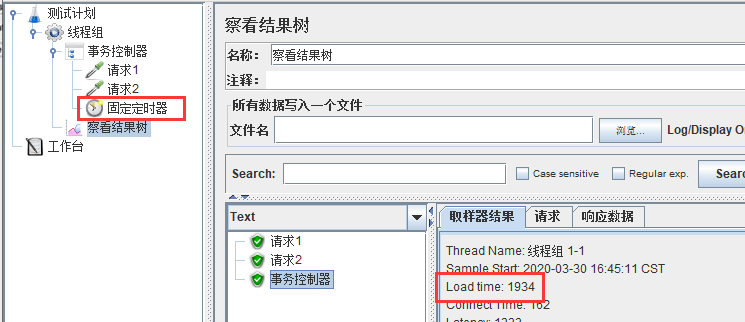 测试计划
线程组
事务控制器
请求1
请求2
固定定时器
察看结果树
工作台
察看结果树
名称： 察看结果树
注释：
所有数据写入一个文件
文件名 浏览... Log/Display O
Search: Case sensitive Regular exp. Sear
Text
请求1
请求2
事务控制器
取样器结果 请求 响应数据
Thread Name: 线程组 1-1
Sample Start: 2020-03-30 16:45:11 CST
Load time: 1934
Connect Time: 162